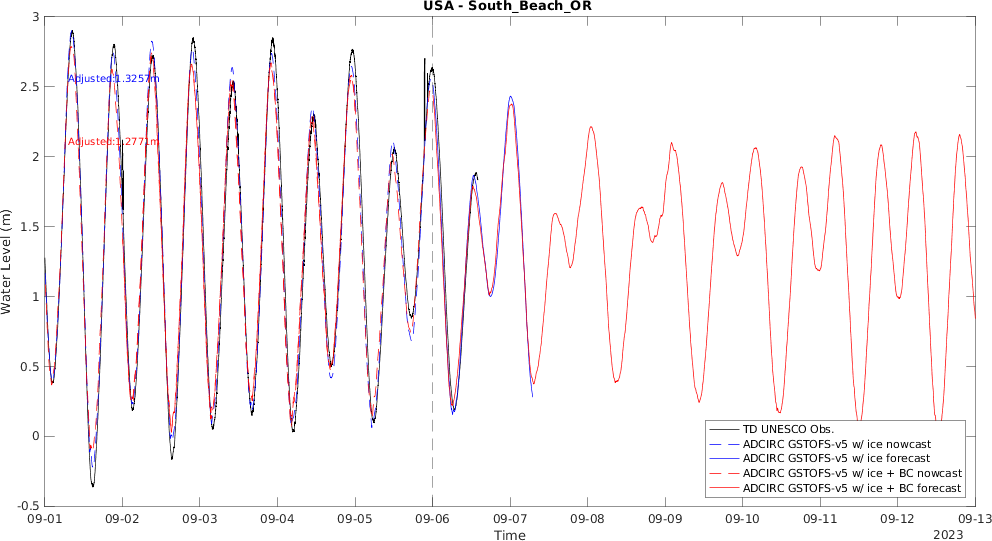 USA - South_Beach_OR
3
2.5
2
1.5
1
0.5
0
-0.5
Water Level (m)
Adjusted:1.3257m
Adjusted:1.2771m
TD UNESCO Obs.
ADCIRC GSTOFS-v5 w/ ice nowcast
ADCIRC GSTOFS-v5 w/ ice forecast
ADCIRC GSTOFS-v5 w/ ice + BC nowcast
ADCIRC GSTOFS-v5 w/ ice + BC forecast
09-01 09-02 09-03 09-04 09-05 09-06 09-07 09-08 09-09 09-10 09-11 09-12 09-13
Time
2023